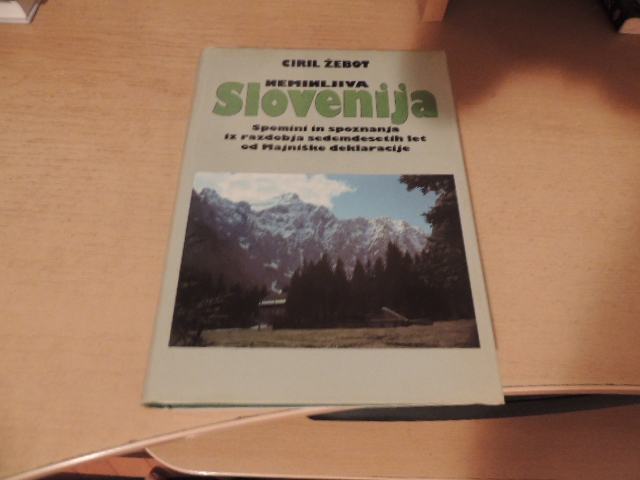 CIRIL ŽEBOT
NEMINLJIVA
Slovenija
Spomini in spoznanja
iz razdobja sedemdesetih let
od Majniške deklaracije